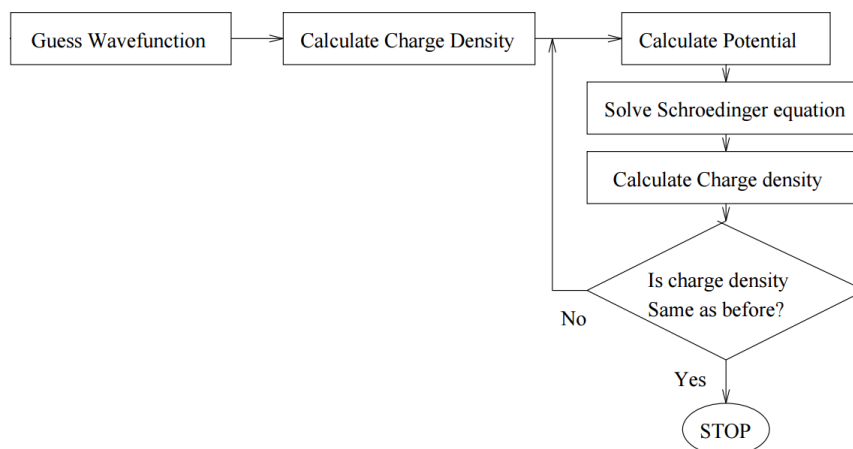 Guess Wavefunction
Calculate Charge Density
Calculate Potential
Solve Schroedinger equation
Calculate Charge density
Is charge density
Same as before?
No
Yes
STOP